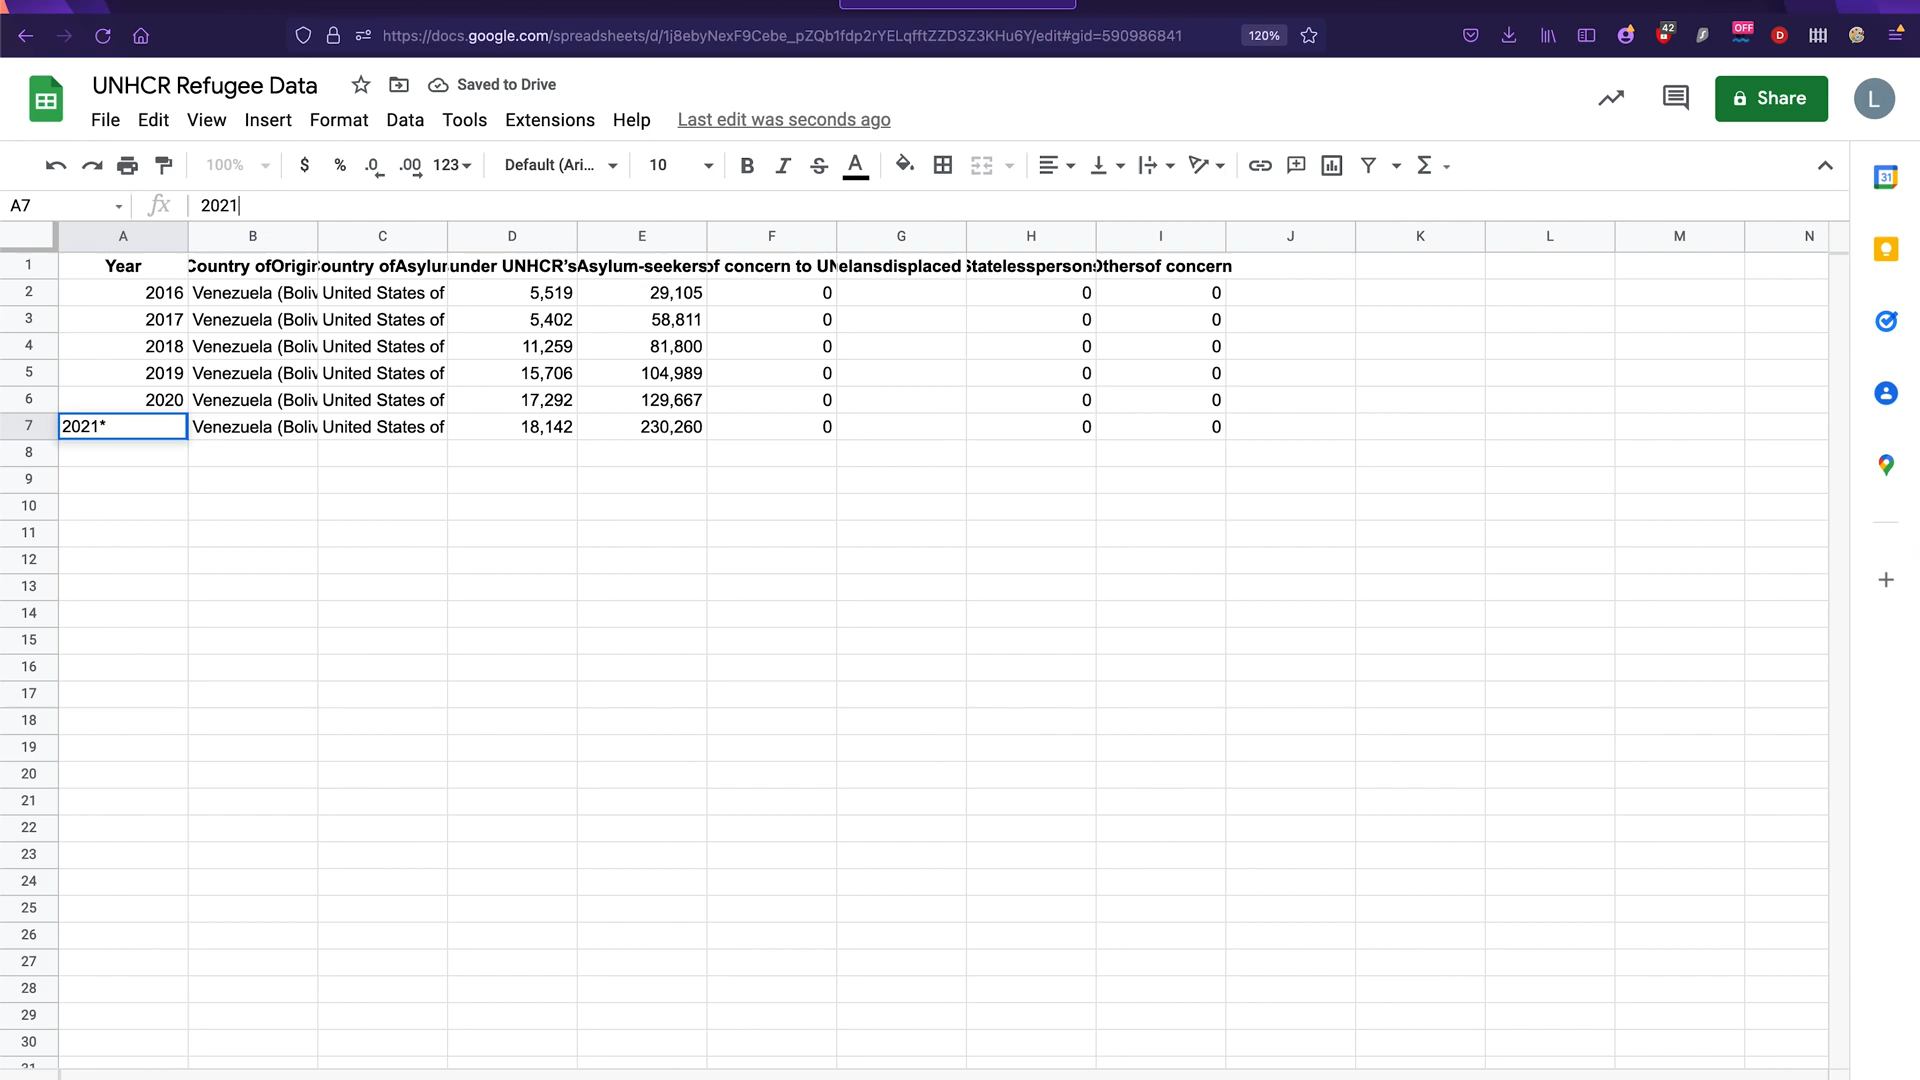 https://docs.google.com/spreadsheets/d/1j8ebyNexF9Cebe_pZQb1fdp2rYELqfftZZD3Z3KHu6Y/edit#gid=590986841 120% 42 OFF D
UNHCR Refugee Data Saved to Drive
File Edit View Insert Format Data Tools Extensions Help Last edit was seconds ago Share L
100% $ % .0 .00 123 Default (Ari... 10 B I S A Σ 31
A7 fx 2021
A B C D E F G H I J K L M N
1 Year Country ofOrigin ountry ofAsylum under UNHCR's Asylum-seekers of concern to UN elansdisplaced Statelesspersons Othersof concern
2 2016 Venezuela (Boliv United States of 5,519 29,105 0 0 0
3 2017 Venezuela (Boliv United States of 5,402 58,811 0 0 0
4 2018 Venezuela (Boliv United States of 11,259 81,800 0 0 0
5 2019 Venezuela (Boliv United States of 15,706 104,989 0 0 0
6 2020 Venezuela (Boliv United States of 17,292 129,667 0 0 0
7 2021* Venezuela (Boliv United States of 18,142 230,260 0 0 0
8
9
10
11
12
13
14
15
16
17
18
19
20
21
22
23
24
25
26
27
28
29
30
31